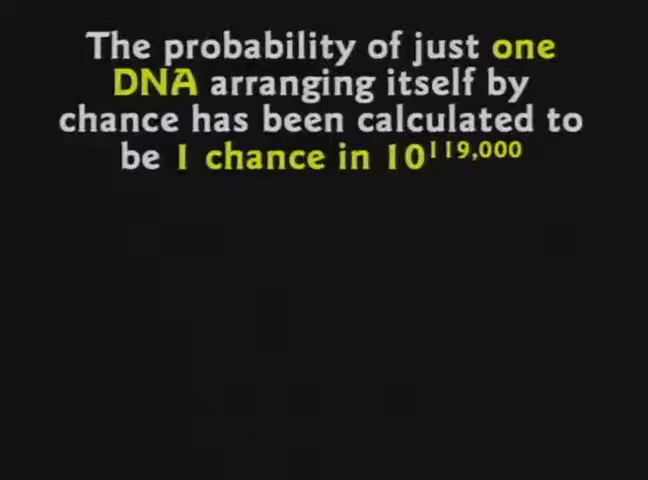 The probability of just one
DNA arranging itself by
chance has been calculated to
be 1 chance in 10¹¹⁹,⁰⁰⁰